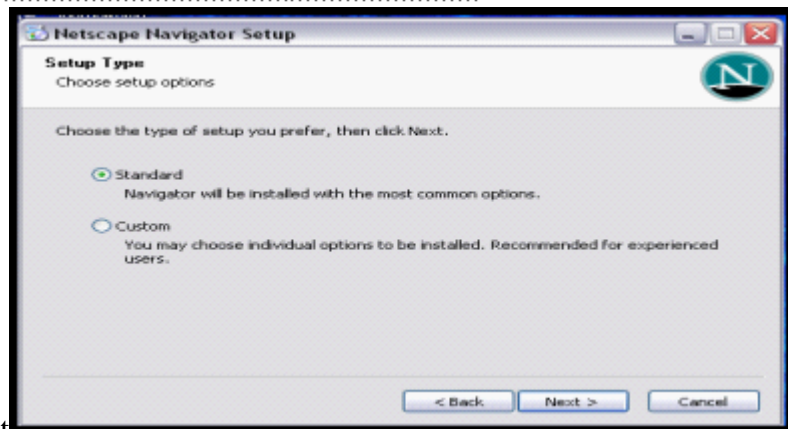 Netscape Navigator Setup
Setup Type
Choose setup options
N
Choose the type of setup you prefer, then click Next.
Standard
Navigator will be installed with the most common options.
Custom
You may choose individual options to be installed. Recommended for experienced
users.
< Back Next > Cancel
t